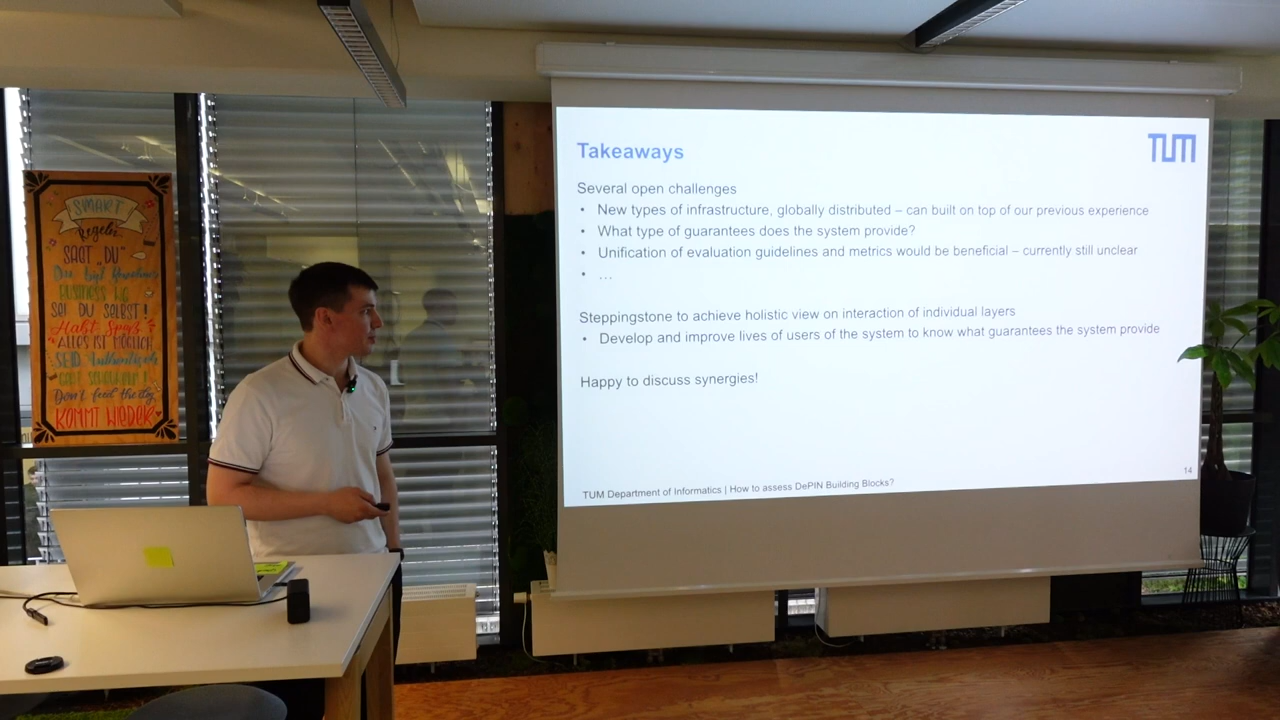 SMART
Regeln
SAGT "DU"
BUSINESS
SEI DU SELBST!
Habt Spaß
ALLES IST MÖGLICH
SEID Authentisch
Don't feed the dog
KOMMT WIEDER
Takeaways
TUM
Several open challenges
• New types of infrastructure, globally distributed – can built on top of our previous experience
• What type of guarantees does the system provide?
• Unification of evaluation guidelines and metrics would be beneficial – currently still unclear
• …
Steppingstone to achieve holistic view on interaction of individual layers
• Develop and improve lives of users of the system to know what guarantees the system provide
Happy to discuss synergies!
14
TUM Department of Informatics | How to assess DePIN Building Blocks?